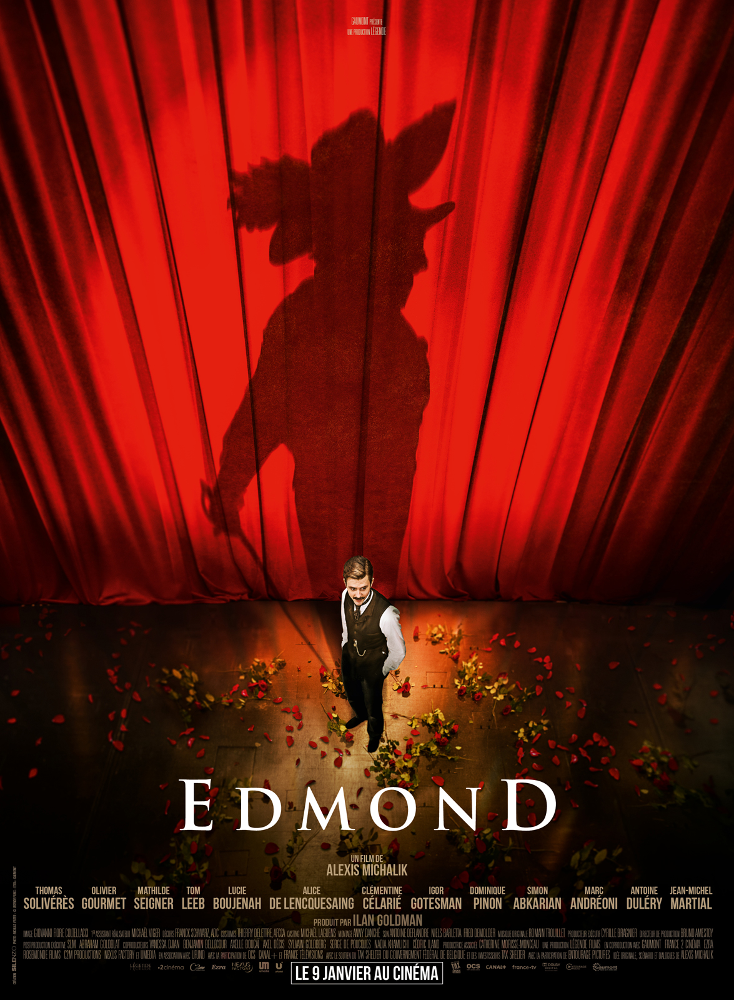 GAUMONT PRÉSENTE
UNE PRODUCTION LÉGENDE
EDMOND
UN FILM DE
ALEXIS MICHALIK
THOMAS SOLIVÉRÈS OLIVIER GOURMET MATHILDE SEIGNER TOM LEEB LUCIE BOUJENAH ALICE DE LENCQUESAING CLÉMENTINE CÉLARIÉ IGOR GOTESMAN DOMINIQUE PINON SIMON ABKARIAN MARC ANDRÉONI ANTOINE DULÉRY JEAN-MICHEL MARTIAL
PRODUIT PAR ILAN GOLDMAN
IMAGE GIOVANNI FIORE COLTELLACCI 1ER ASSISTANT RÉALISATEUR MICHAËL VIGER DÉCORS FRANCK SCHWARZ, ADC COSTUMES THIERRY DELETTRE, AFCCA CASTING MICHAËL LAGUENS MONTAGE ANNY DANCHÉ SON ANTOINE DEFLANDRE NIELS BARLETTA FRED DEMOLDER MUSIQUE ORIGINALE ROMAIN TROUILLET PRODUCTEUR EXÉCUTIF CYRILLE BRAGNIER DIRECTEUR DE PRODUCTION BRUNO AMESTOY
POST-PRODUCTION EXÉCUTIVE SLM ABRAHAM GOLDBLAT COPRODUCTEURS VANESSA DJIAN BENJAMIN BELLECOUR AXELLE BOUCAÏ AXEL DÉCIS SYLVAIN GOLDBERG SERGE DE POUCQUES NADIA KHAMLICHI CÉDRIC ILAND PRODUCTRICE ASSOCIÉE CATHERINE MORISSE-MONCEAU UNE PRODUCTION LÉGENDE FILMS EN COPRODUCTION AVEC GAUMONT FRANCE 2 CINÉMA EZRA
ROSEMONDE FILMS C2M PRODUCTIONS NEXUS FACTORY ET UMEDIA EN ASSOCIATION AVEC UFUND AVEC LA PARTICIPATION DE OCS CANAL+ ET FRANCE TÉLÉVISIONS AVEC LE SOUTIEN DU TAX SHELTER DU GOUVERNEMENT FÉDÉRAL DE BELGIQUE ET DES INVESTISSEURS TAX SHELTER AVEC LA PARTICIPATION DE ENTOURAGE PICTURES IDÉE ORIGINALE, SCÉNARIO ET DIALOGUES DE ALEXIS MICHALIK
LÉGENDE •2cinéma C2m Ezra NEXUS FACTORY um umedia u LE 9 JANVIER AU CINÉMA TAX SHELTER OCS CANAL+ france•tv DOLBY DIGITAL ENTOURAGE Gaumont
CRÉATION SILENZIO PHOTO : NICOLAS VELTER - © LÉGENDE FILMS - EZRA - GAUMONT